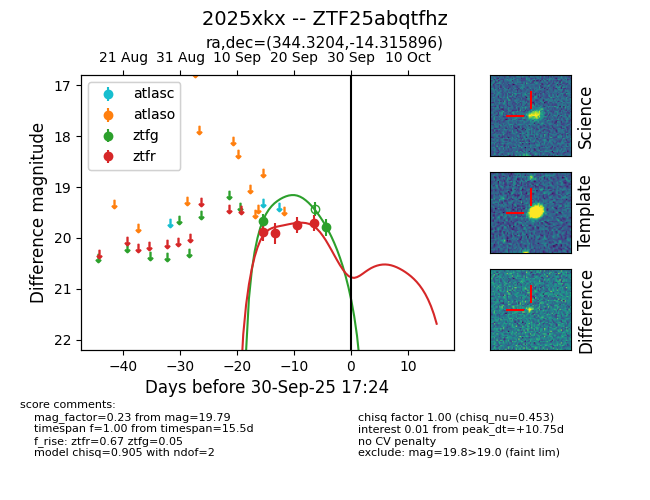 2025xkx -- ZTF25abqtfhz
ra,dec=(344.3204,-14.315896)
21 Aug 31 Aug 10 Sep 20 Sep 30 Sep 10 Oct
atlasc
atlaso
ztfg
ztfr
17
18
19
20
21
22
Difference magnitude
−40 −30 −20 −10 0 10
Days before 30-Sep-25 17:24
Science
Template
Difference
score comments:
mag_factor=0.23 from mag=19.79
timespan f=1.00 from timespan=15.5d
f_rise: ztfr=0.67 ztfg=0.05
model chisq=0.905 with ndof=2
chisq factor 1.00 (chisq_nu=0.453)
interest 0.01 from peak_dt=+10.75d
no CV penalty
exclude: mag=19.8>19.0 (faint lim)